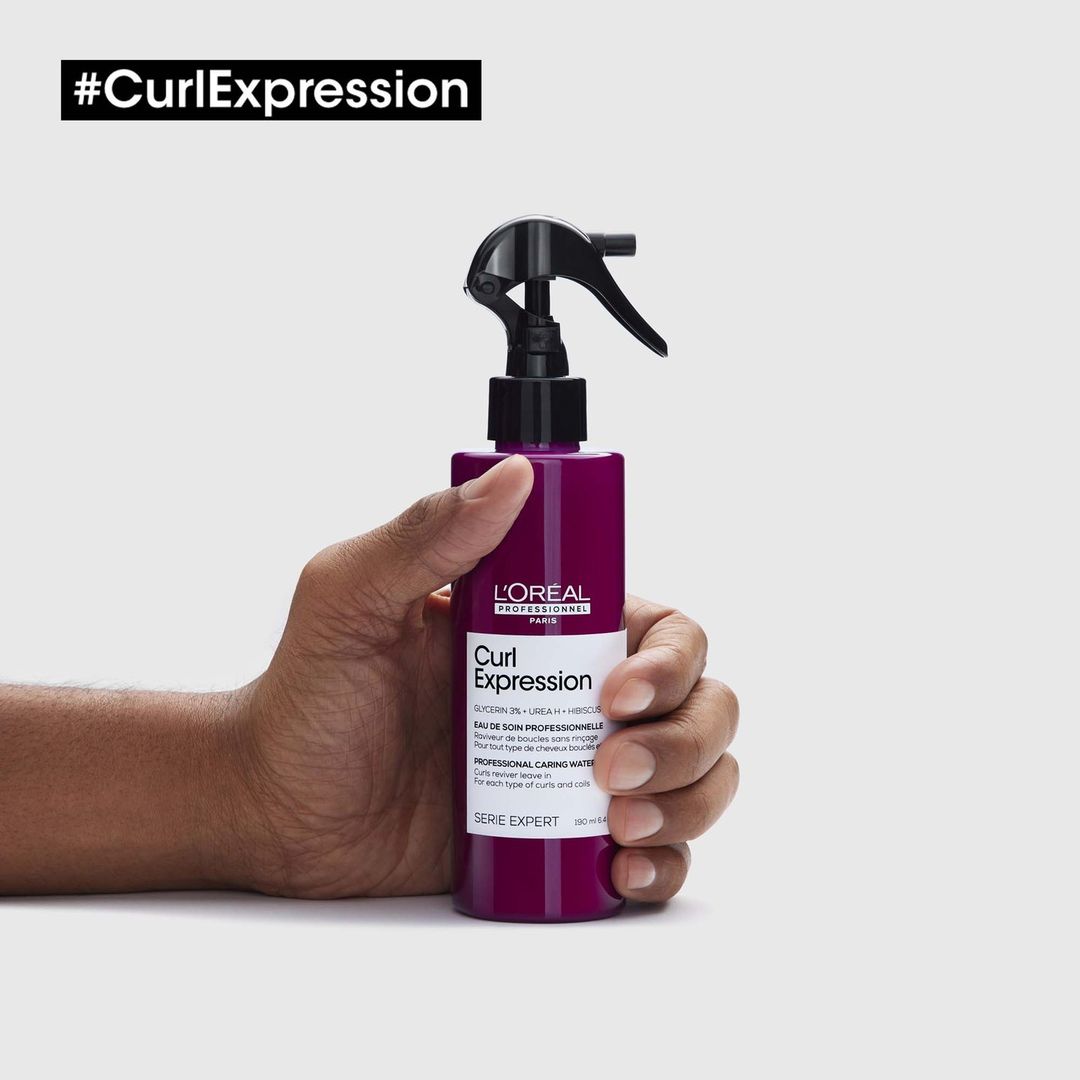 #CurlExpression
L'ORÉAL
PROFESSIONNEL
PARIS
Curl
Expression
GLYCERIN 3% + UREA H + HIBISCUS
EAU DE SOIN PROFESSIONNELLE
Raviveur de boucles sans rinçage
Pour tout type de cheveux bouclés
PROFESSIONAL CARING WATER
Curls reviver leave in
For each type of curls and coils
SERIE EXPERT
190 ml 6.4